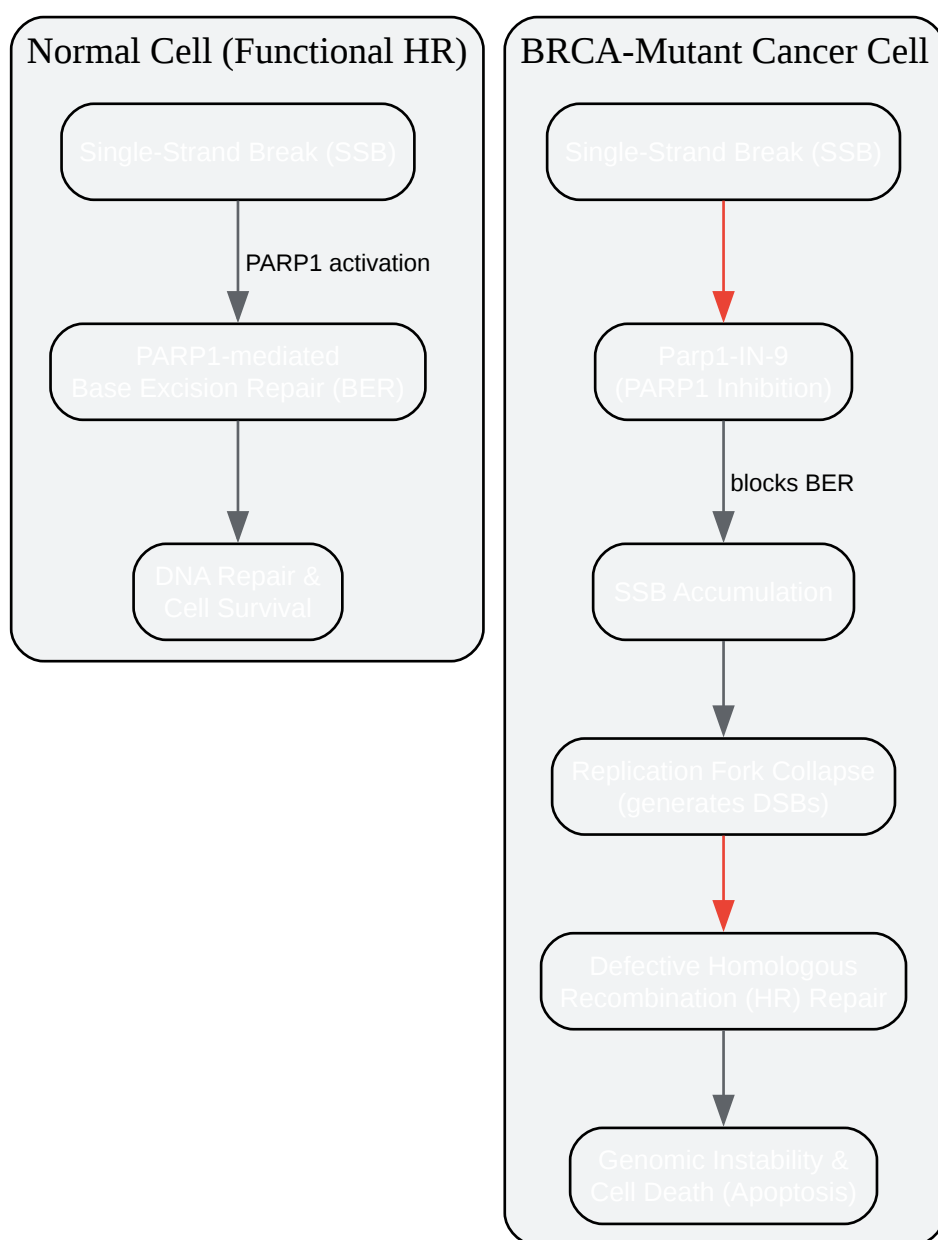 Normal Cell (Functional HR)
Single-Strand Break (SSB)
PARP1 activation
PARP1-mediated
Base Excision Repair (BER)
DNA Repair &
Cell Survival
BRCA-Mutant Cancer Cell
Single-Strand Break (SSB)
Parp1-IN-9
(PARP1 Inhibition)
blocks BER
SSB Accumulation
Replication Fork Collapse
(generates DSBs)
Defective Homologous
Recombination (HR) Repair
Genomic Instability &
Cell Death (Apoptosis)